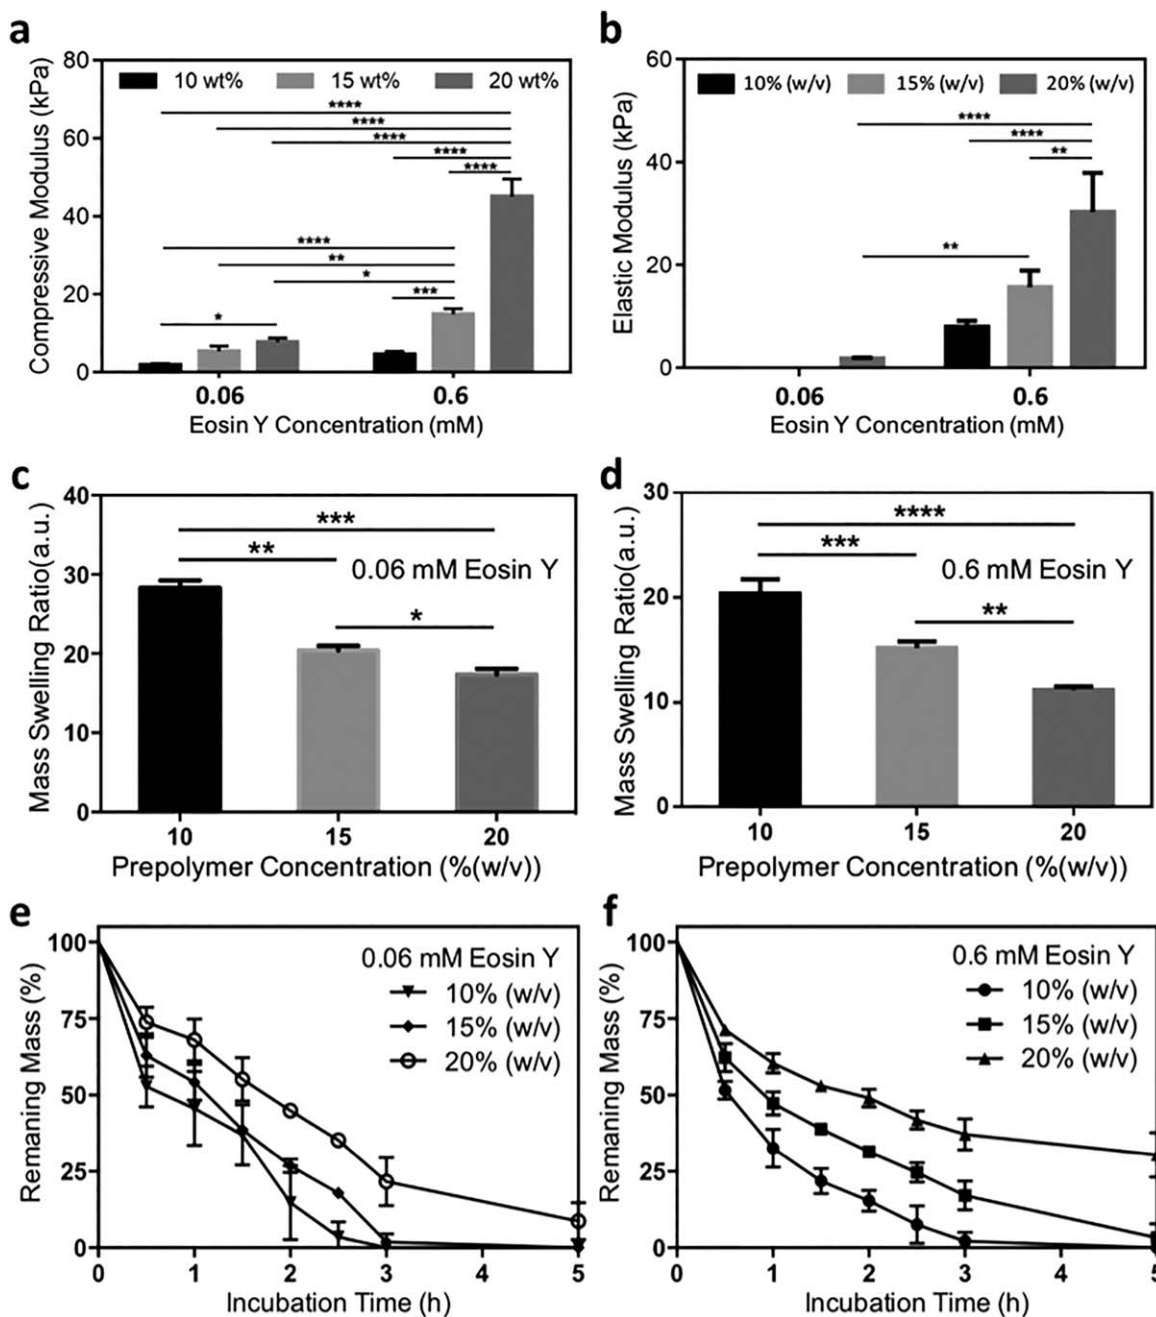 a
80
60
40
20
0
Compressive Modulus (kPa)
10 wt% 15 wt% 20 wt%
****
****
****
****
****
****
**
*
***
*
0.06 0.6
Eosin Y Concentration (mM)
b
60
40
20
0
Elastic Modulus (kPa)
10% (w/v) 15% (w/v) 20% (w/v)
****
****
**
**
0.06 0.6
Eosin Y Concentration (mM)
c
40
30
20
10
0
Mass Swelling Ratio(a.u.)
***
**
0.06 mM Eosin Y
*
10 15 20
Prepolymer Concentration (%(w/v))
d
30
20
10
0
Mass Swelling Ratio(a.u.)
****
***
0.6 mM Eosin Y
**
10 15 20
Prepolymer Concentration (%(w/v))
e
100
75
50
25
0
Remaning Mass (%)
0.06 mM Eosin Y
10% (w/v)
15% (w/v)
20% (w/v)
0 1 2 3 4 5
Incubation Time (h)
f
100
75
50
25
0
Remaning Mass (%)
0.6 mM Eosin Y
10% (w/v)
15% (w/v)
20% (w/v)
0 1 2 3 4 5
Incubation Time (h)